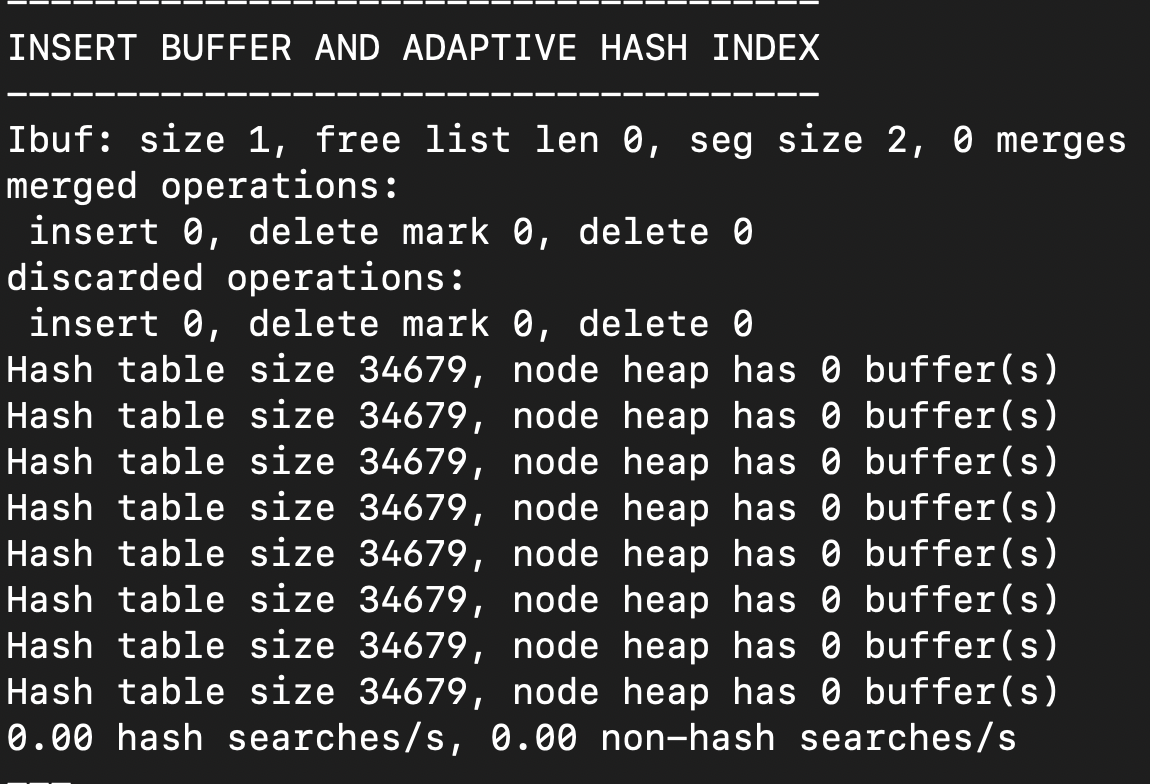 -------------------------------------
INSERT BUFFER AND ADAPTIVE HASH INDEX
-------------------------------------
Ibuf: size 1, free list len 0, seg size 2, 0 merges
merged operations:
 insert 0, delete mark 0, delete 0
discarded operations:
 insert 0, delete mark 0, delete 0
Hash table size 34679, node heap has 0 buffer(s)
Hash table size 34679, node heap has 0 buffer(s)
Hash table size 34679, node heap has 0 buffer(s)
Hash table size 34679, node heap has 0 buffer(s)
Hash table size 34679, node heap has 0 buffer(s)
Hash table size 34679, node heap has 0 buffer(s)
Hash table size 34679, node heap has 0 buffer(s)
Hash table size 34679, node heap has 0 buffer(s)
0.00 hash searches/s, 0.00 non-hash searches/s
---